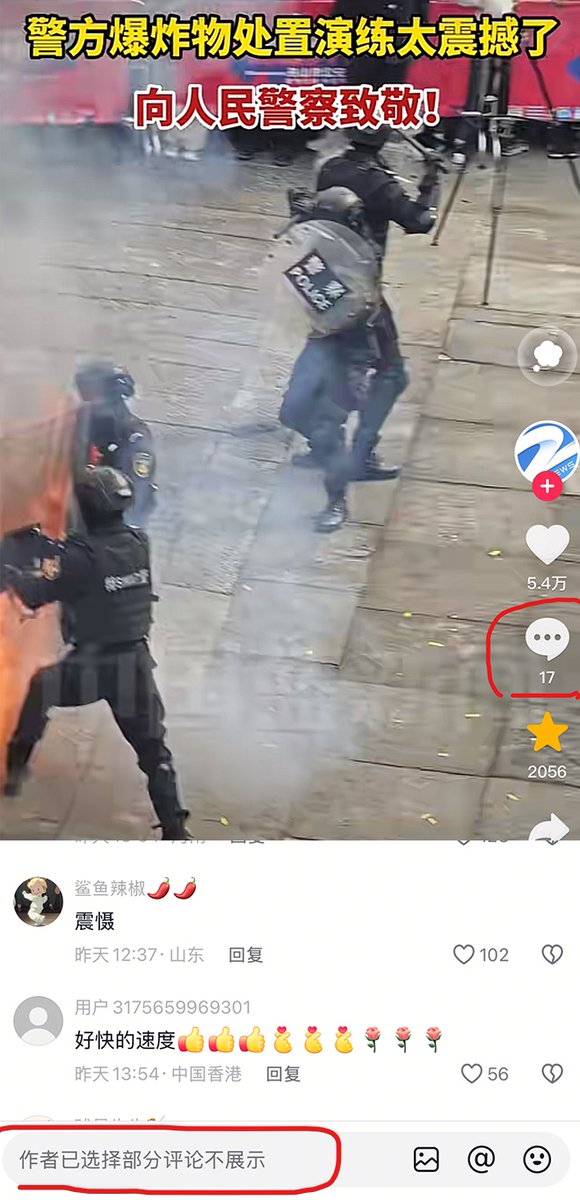 警方爆炸物处置演练太震撼了
向人民警察致敬！
警察
POLICE
NEWS
5.4万
17
2056
鲨鱼辣椒🌶️🌶️
震慑
昨天 12:37 · 山东 回复 102
用户 3175659969301
好快的速度👍👍👍🫰🫰🫰🌹🌹🌹
昨天 13:54 · 中国香港 回复 56
作者已选择部分评论不展示